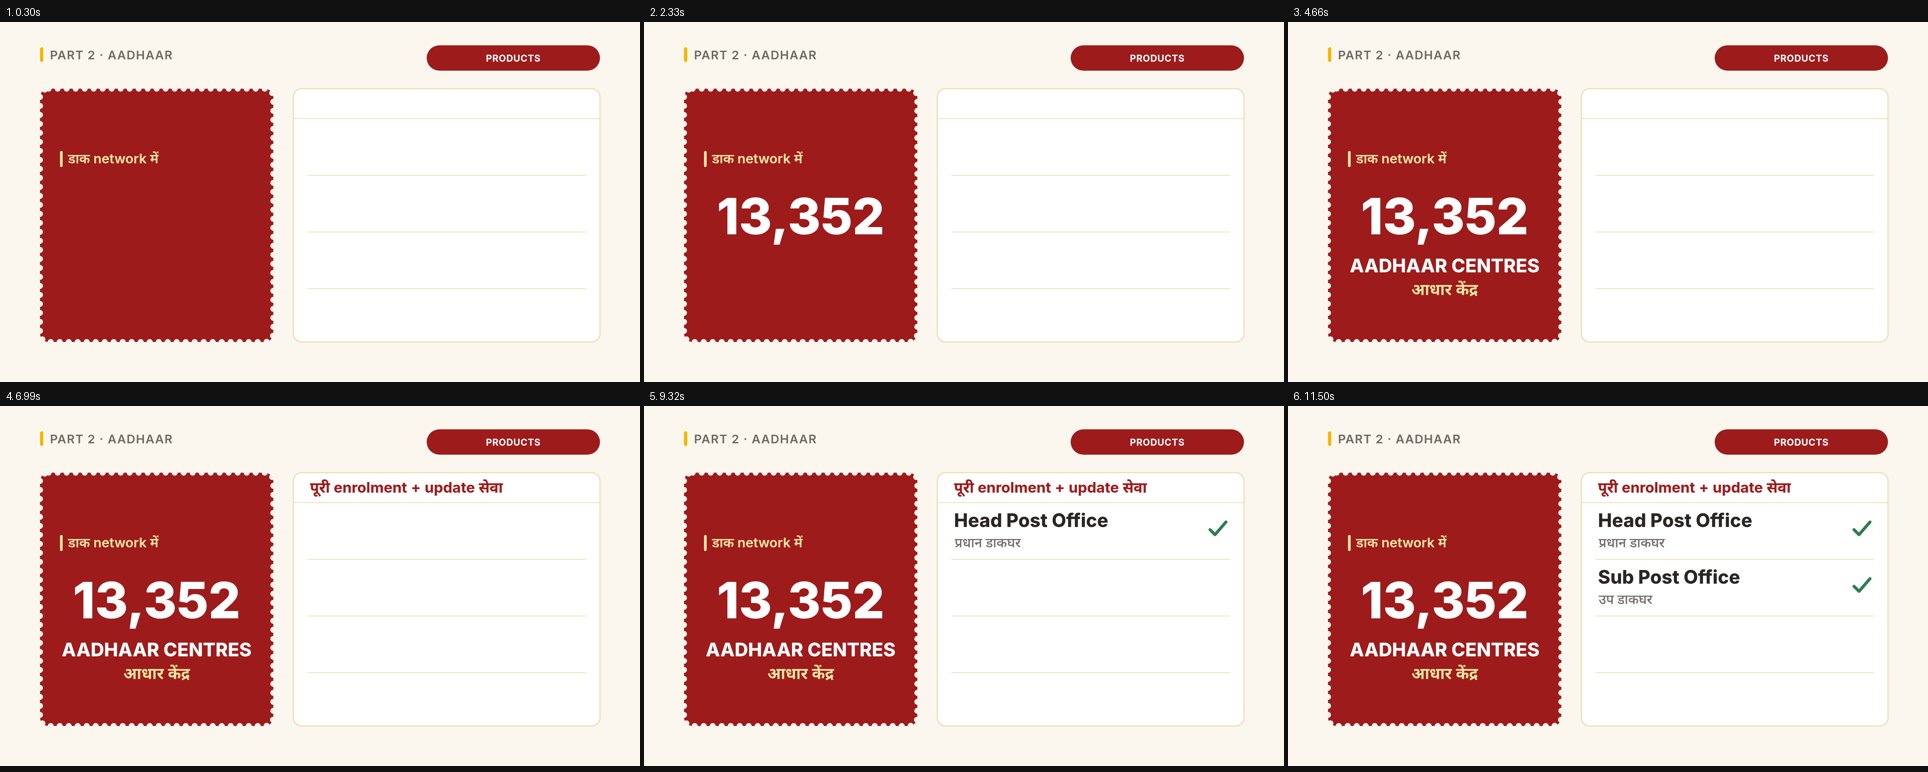 1. 0.30s
PART 2 · AADHAAR
PRODUCTS
डाक network में
2. 2.33s
PART 2 · AADHAAR
PRODUCTS
डाक network में
13,352
3. 4.66s
PART 2 · AADHAAR
PRODUCTS
डाक network में
13,352
AADHAAR CENTRES
आधार केंद्र
4. 6.99s
PART 2 · AADHAAR
PRODUCTS
डाक network में
13,352
AADHAAR CENTRES
आधार केंद्र
पूरी enrolment + update सेवा
5. 9.32s
PART 2 · AADHAAR
PRODUCTS
डाक network में
13,352
AADHAAR CENTRES
आधार केंद्र
पूरी enrolment + update सेवा
Head Post Office
प्रधान डाकघर
6. 11.50s
PART 2 · AADHAAR
PRODUCTS
डाक network में
13,352
AADHAAR CENTRES
आधार केंद्र
पूरी enrolment + update सेवा
Head Post Office
प्रधान डाकघर
Sub Post Office
उप डाकघर